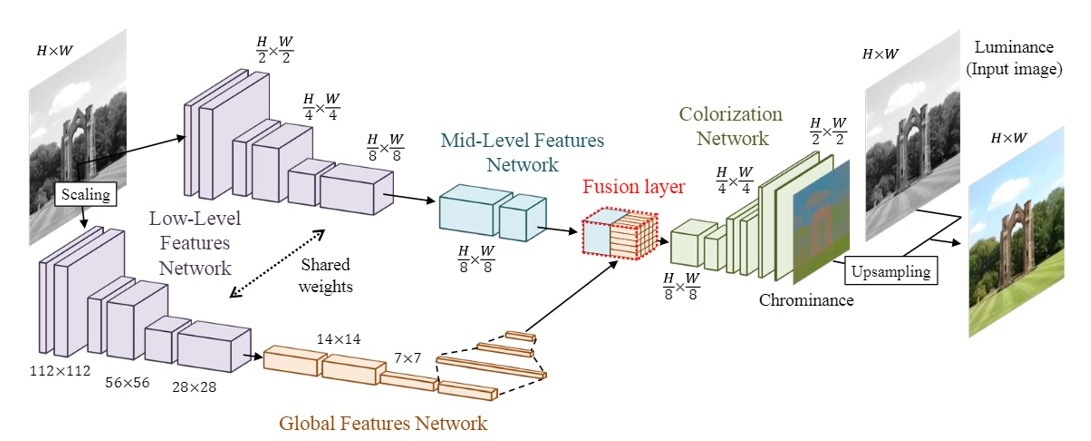 H×W
Scaling
H/2×W/2
H/4×W/4
H/8×W/8
Low-Level
Features
Network
Shared
weights
112×112
56×56
28×28
14×14
7×7
Global Features Network
Mid-Level Features
Network
H/8×W/8
Fusion layer
Colorization
Network
H/8×W/8
H/4×W/4
H/2×W/2
Chrominance
Upsampling
H×W
Luminance
(Input image)
H×W